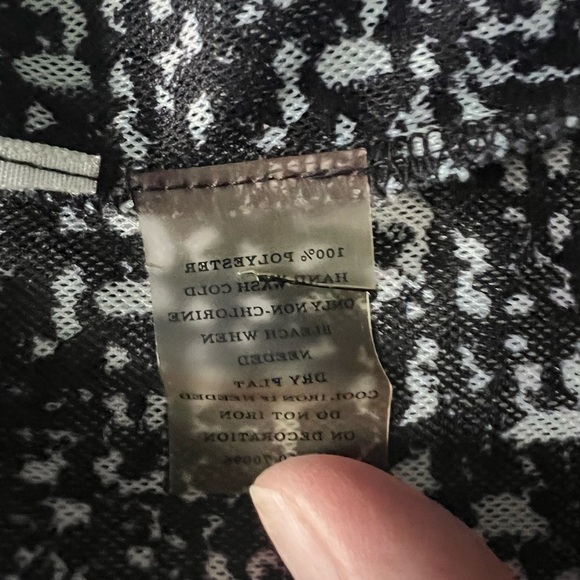 100% POLYESTER
HAND WASH COLD
ONLY NON-CHLORINE
BLEACH WHEN
NEEDED
DRY FLAT
COOL IRON IF NEEDED
DO NOT IRON
ON DECORATION